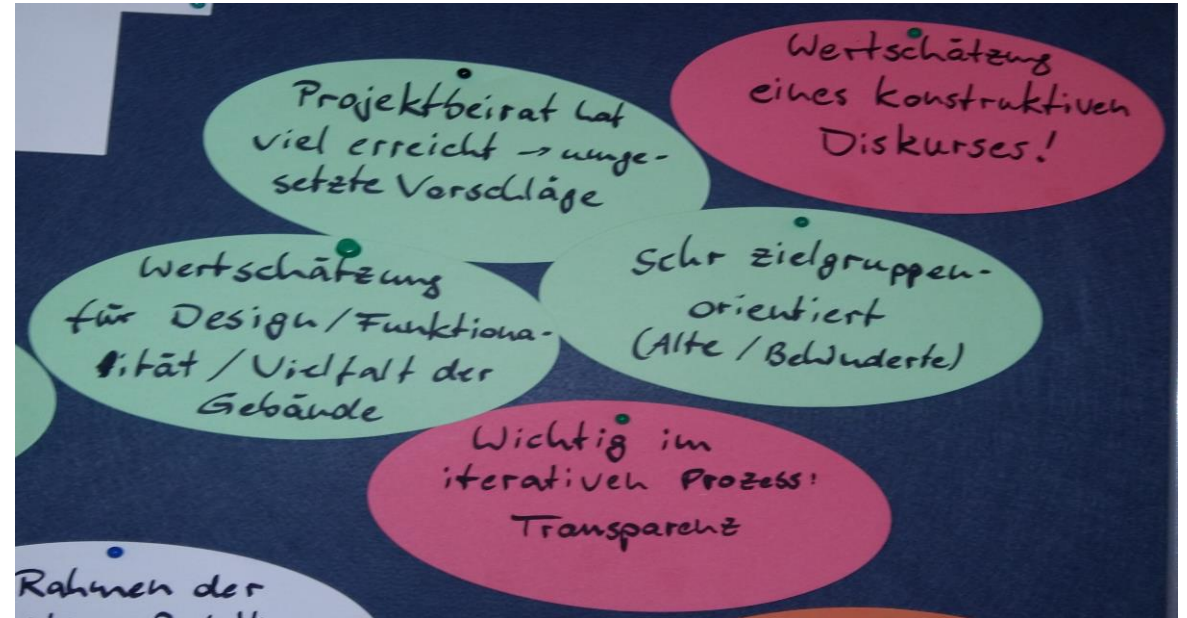 Wertschätzung
eines konstruktiven
Diskurses!
Projektbeirat hat
viel erreicht → umge-
setzte Vorschläge
Sehr zielgruppen-
orientiert
(Alte / Behinderte)
Wertschätzung
für Design / Funktiona-
lität / Vielfalt der
Gebäude
Wichtig im
iterativen Prozess:
Transparenz
Rahmen der